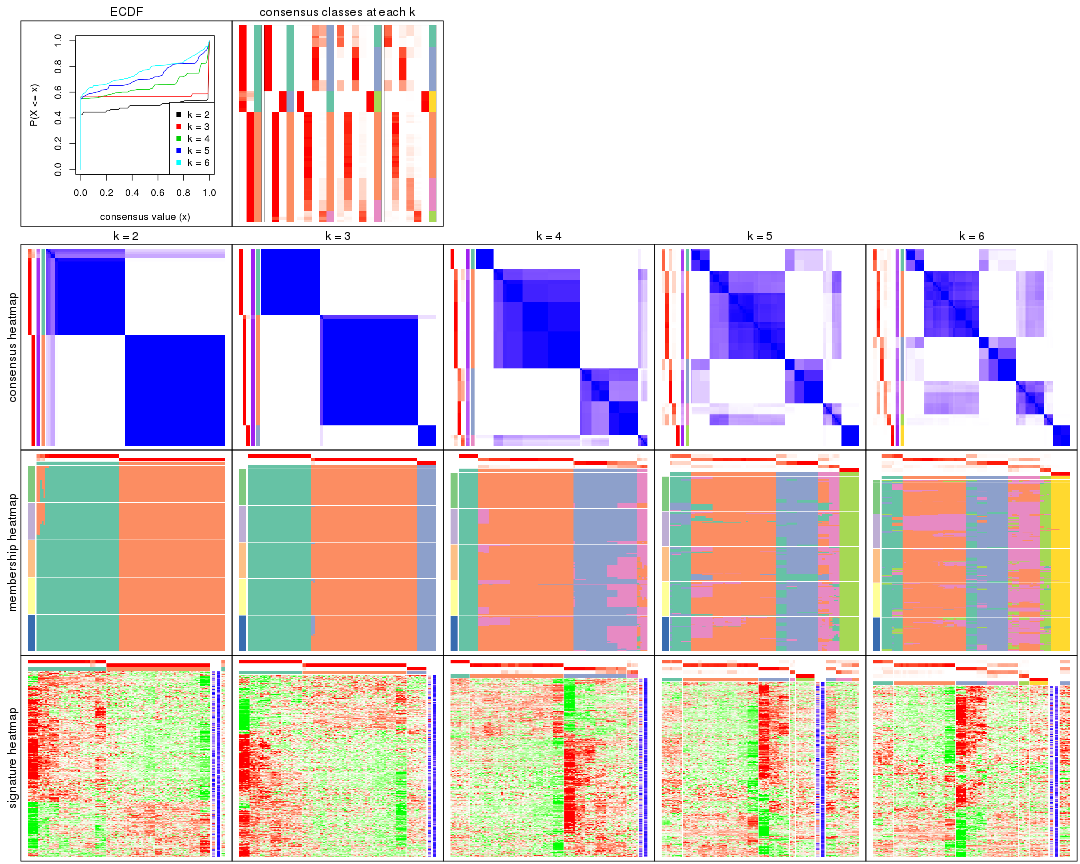 ECDF
consensus classes at each k
P(X <= x)
0.0 0.2 0.4 0.6 0.8 1.0
k = 2
k = 3
k = 4
k = 5
k = 6
0.0 0.2 0.4 0.6 0.8 1.0
consensus value (x)
k = 2
k = 3
k = 4
k = 5
k = 6
consensus heatmap
membership heatmap
signature heatmap